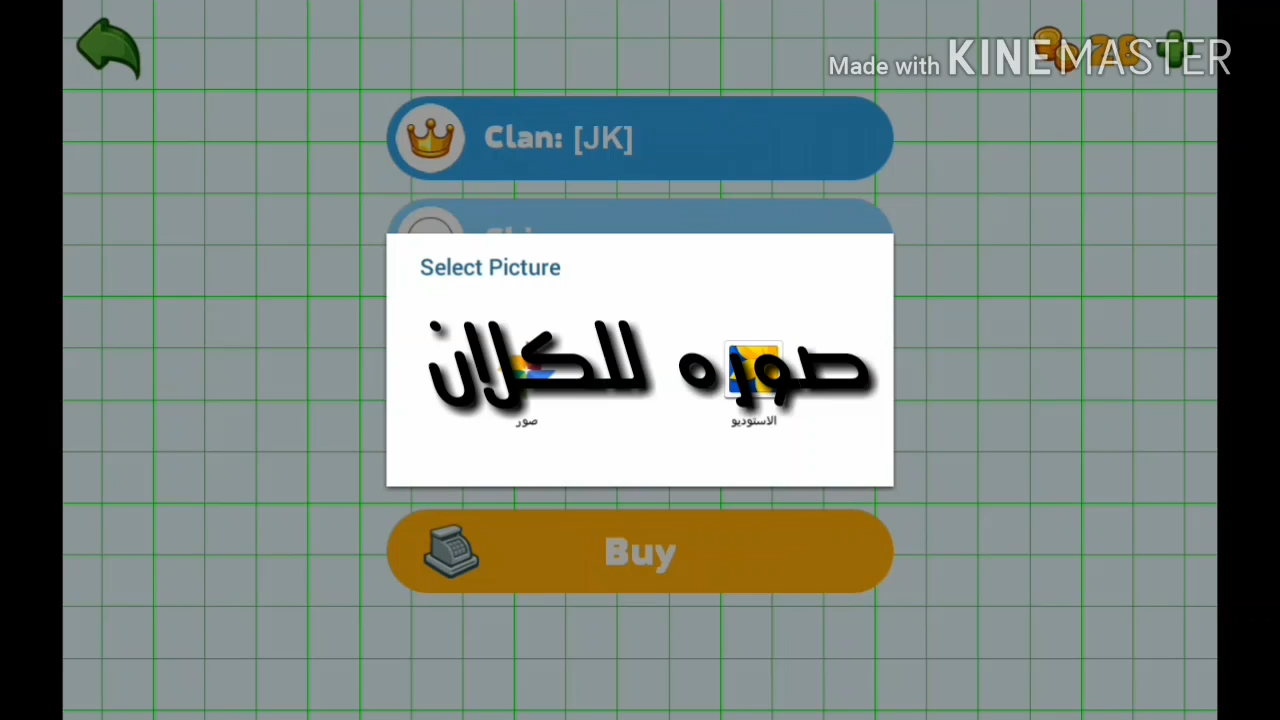 Made with KINEMASTER
Clan: [JK]
Select Picture
صوره للكلان
صور
الاستوديو
Buy